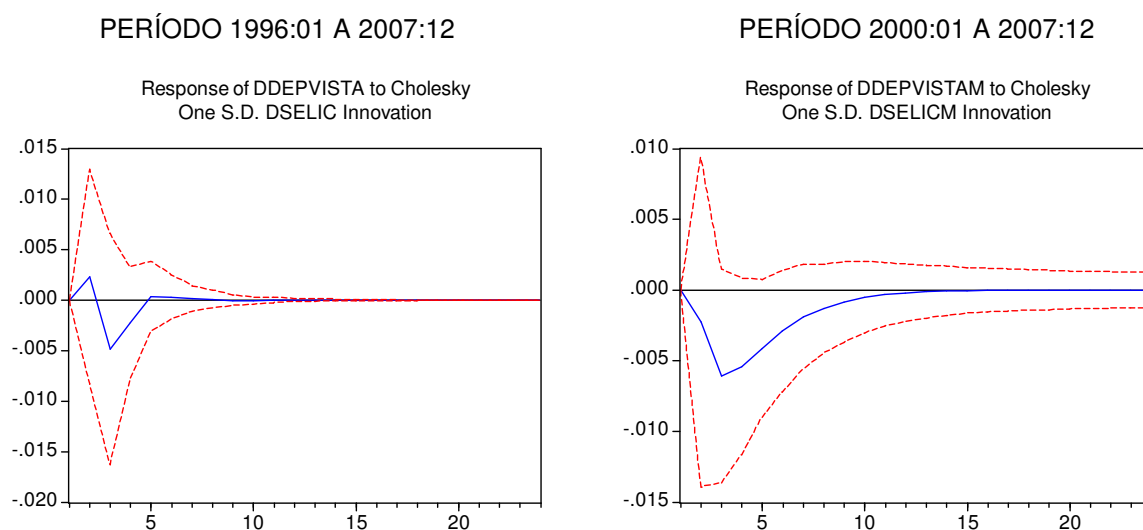 PERÍODO 1996:01 A 2007:12
Response of DDEPVISTA to Cholesky
One S.D. DSELIC Innovation
.015
.010
.005
.000
-.005
-.010
-.015
-.020
5 10 15 20
PERÍODO 2000:01 A 2007:12
Response of DDEPVISTAM to Cholesky
One S.D. DSELICM Innovation
.010
.005
.000
-.005
-.010
-.015
5 10 15 20